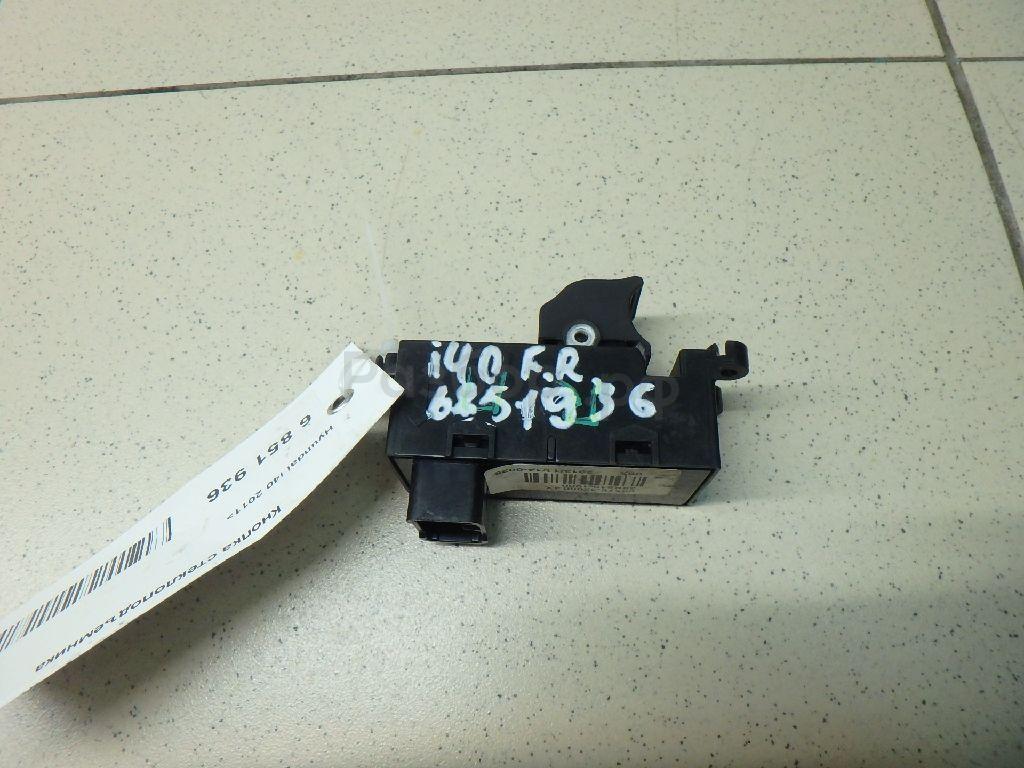 i40 F.R
6851936
6 851 936
Hyundai i40 2011>
Кнопка стеклоподъемника